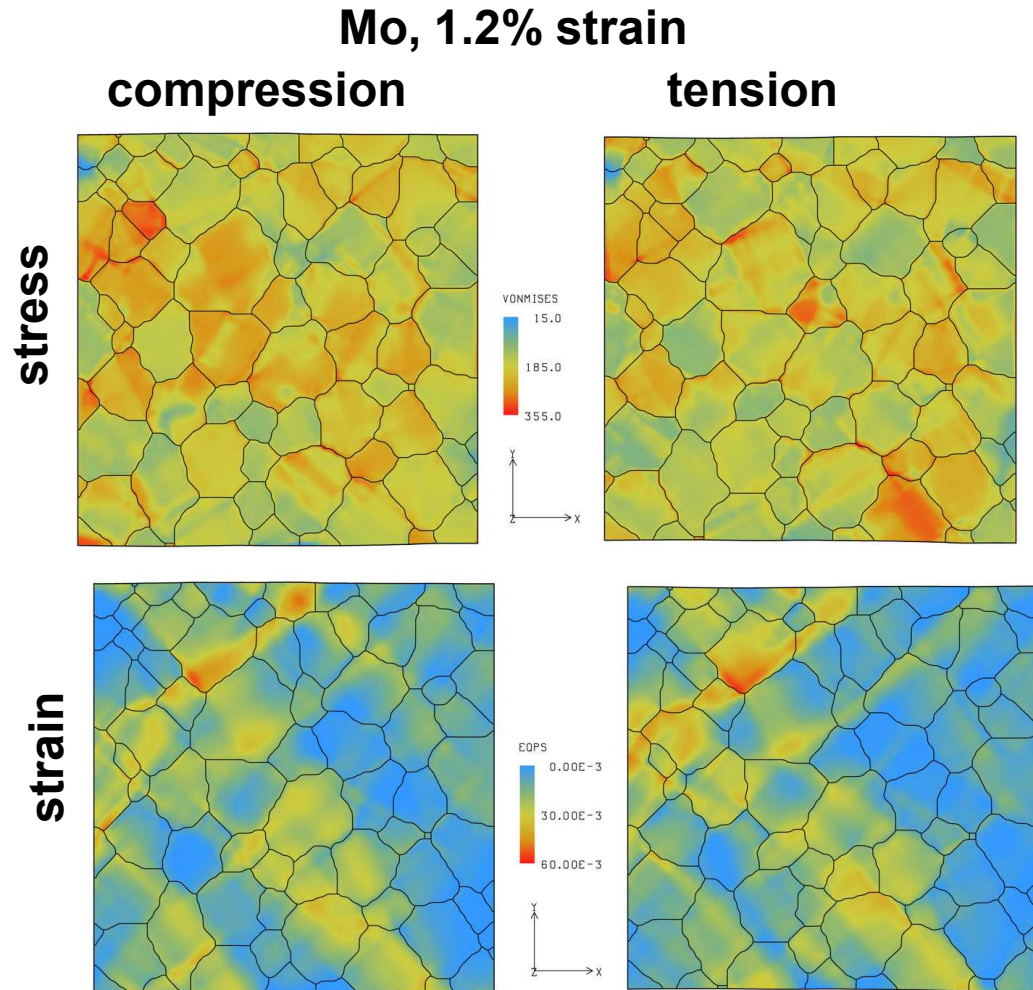 Mo, 1.2% strain
compression
tension
stress
VONMISES
15.0
185.0
355.0
Y
Z
X
strain
EQPS
0.00E-3
30.00E-3
60.00E-3
Y
Z
X